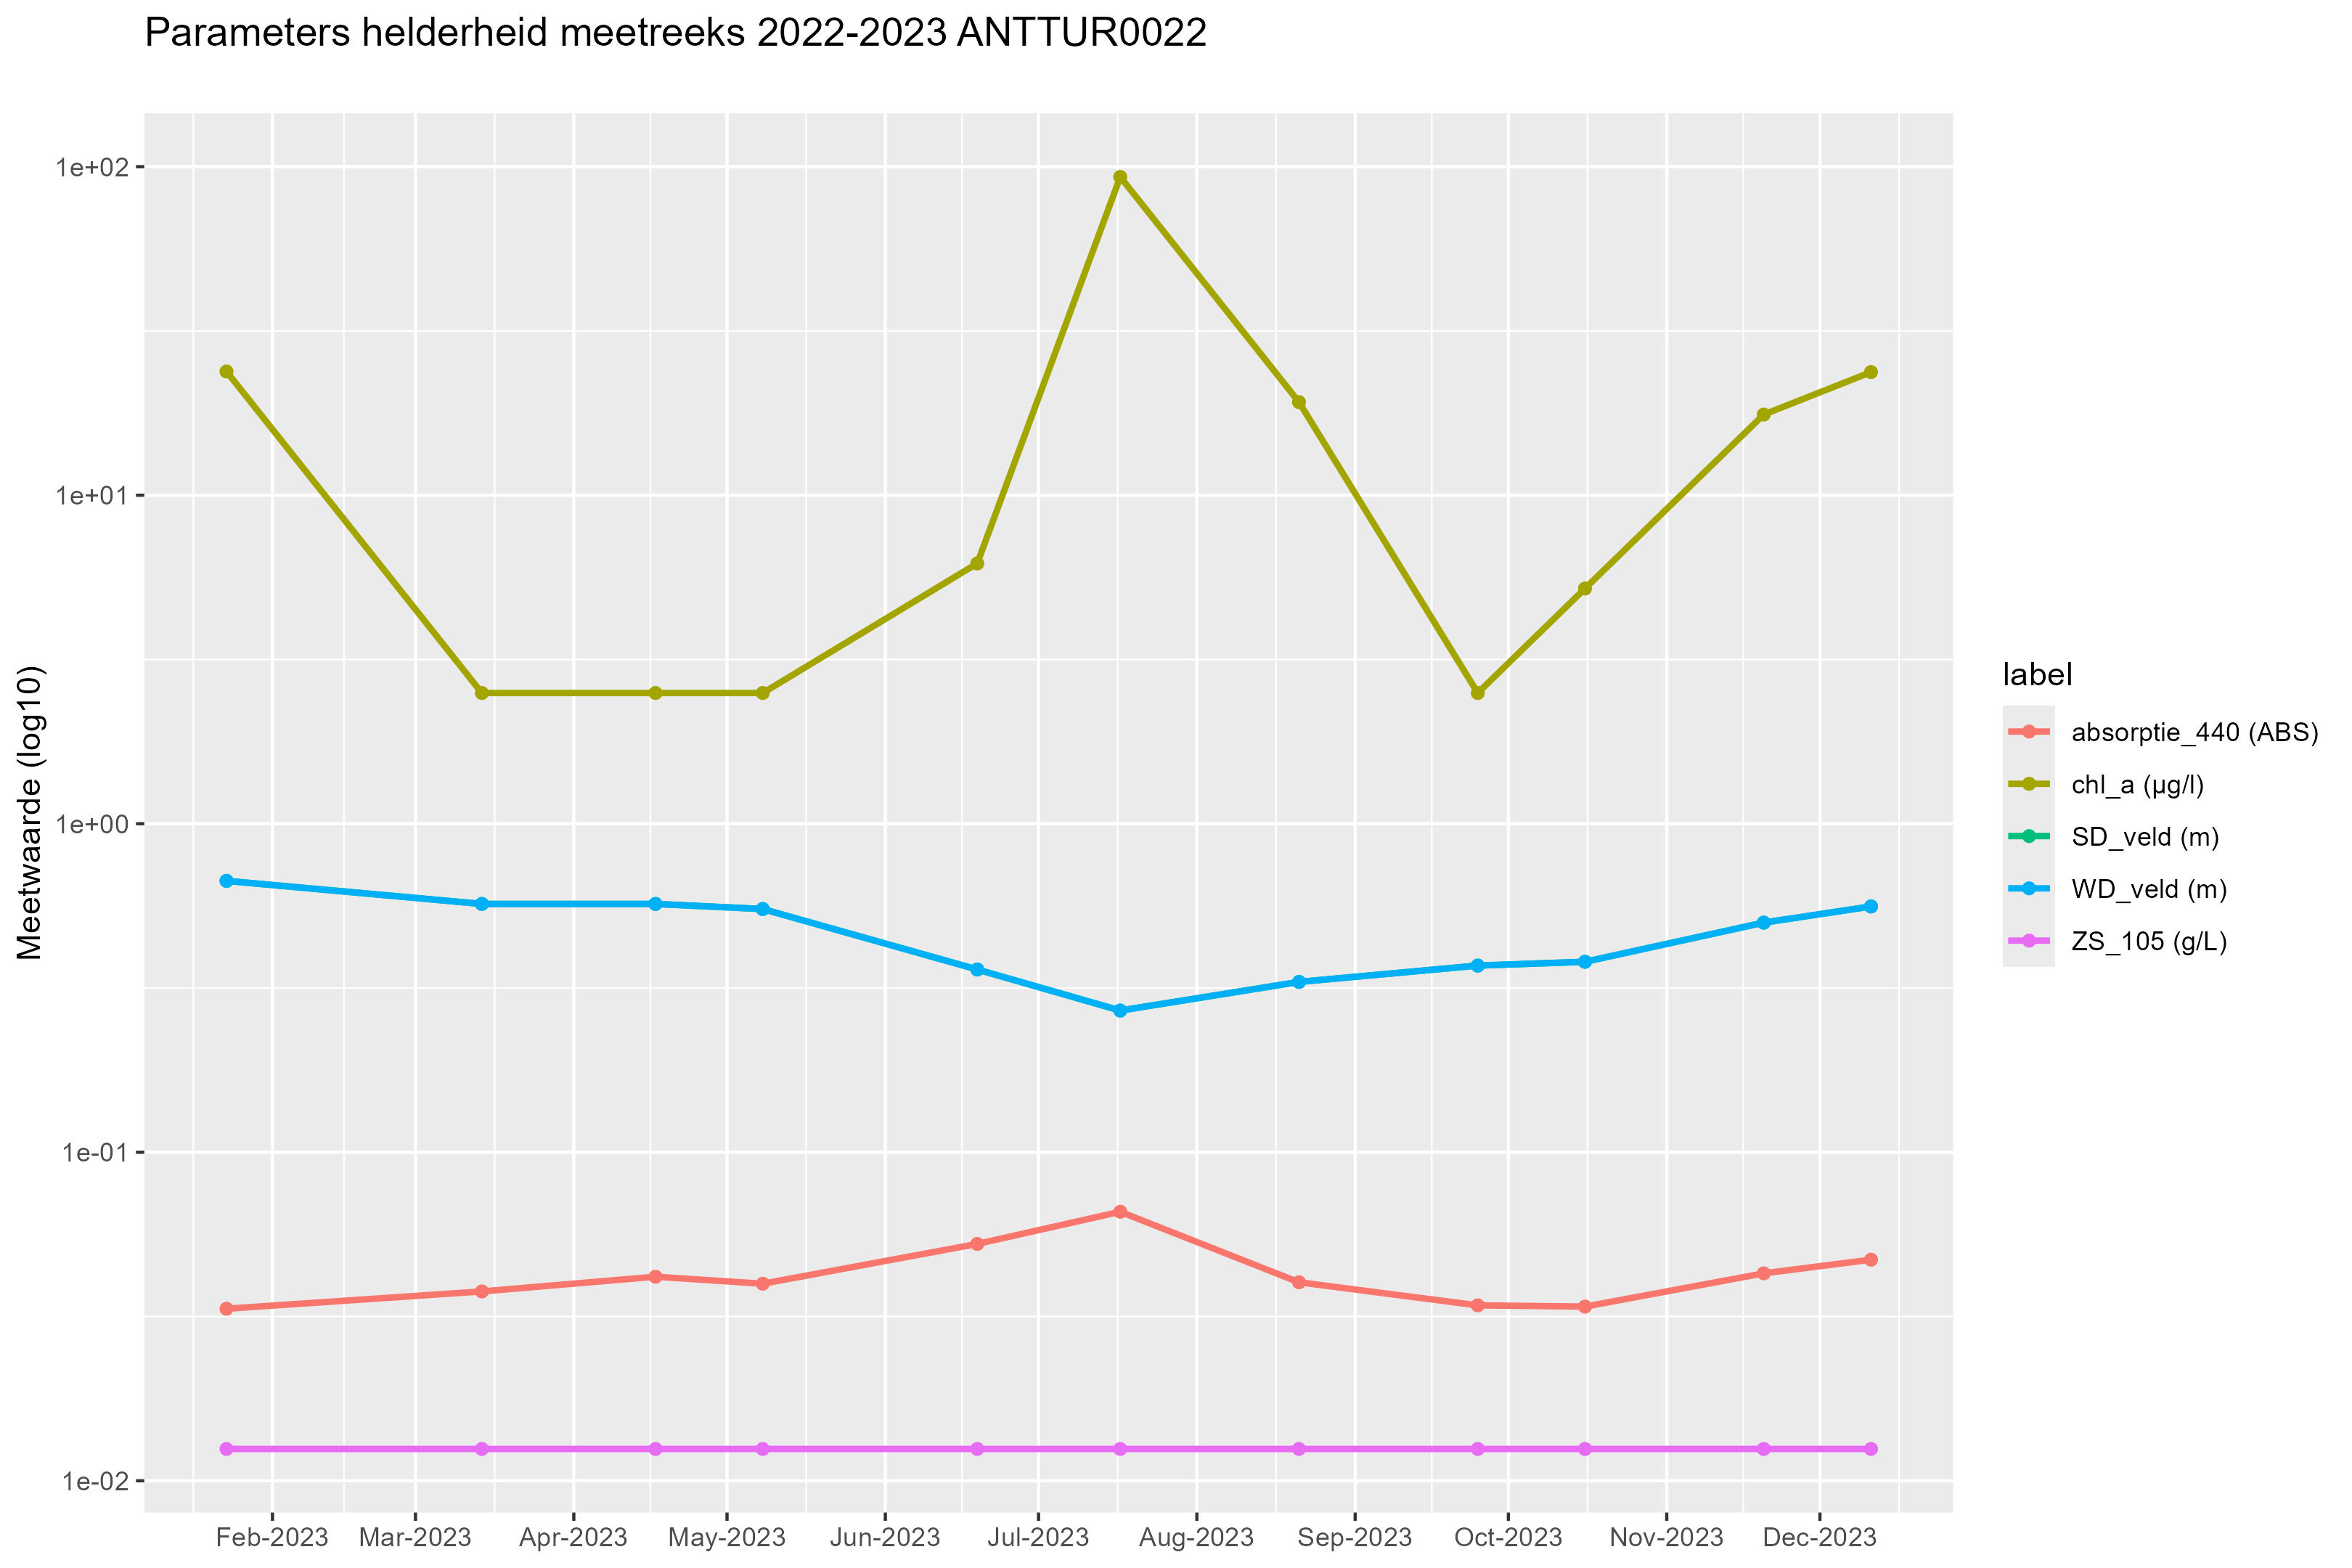 Parameters helderheid meetreeks 2022-2023 ANTTUR0022
Meetwaarde (log10)
1e+02
1e+01
1e+00
1e-01
1e-02
Feb-2023 Mar-2023 Apr-2023 May-2023 Jun-2023 Jul-2023 Aug-2023 Sep-2023 Oct-2023 Nov-2023 Dec-2023
label
absorptie_440 (ABS)
chl_a (µg/l)
SD_veld (m)
WD_veld (m)
ZS_105 (g/L)